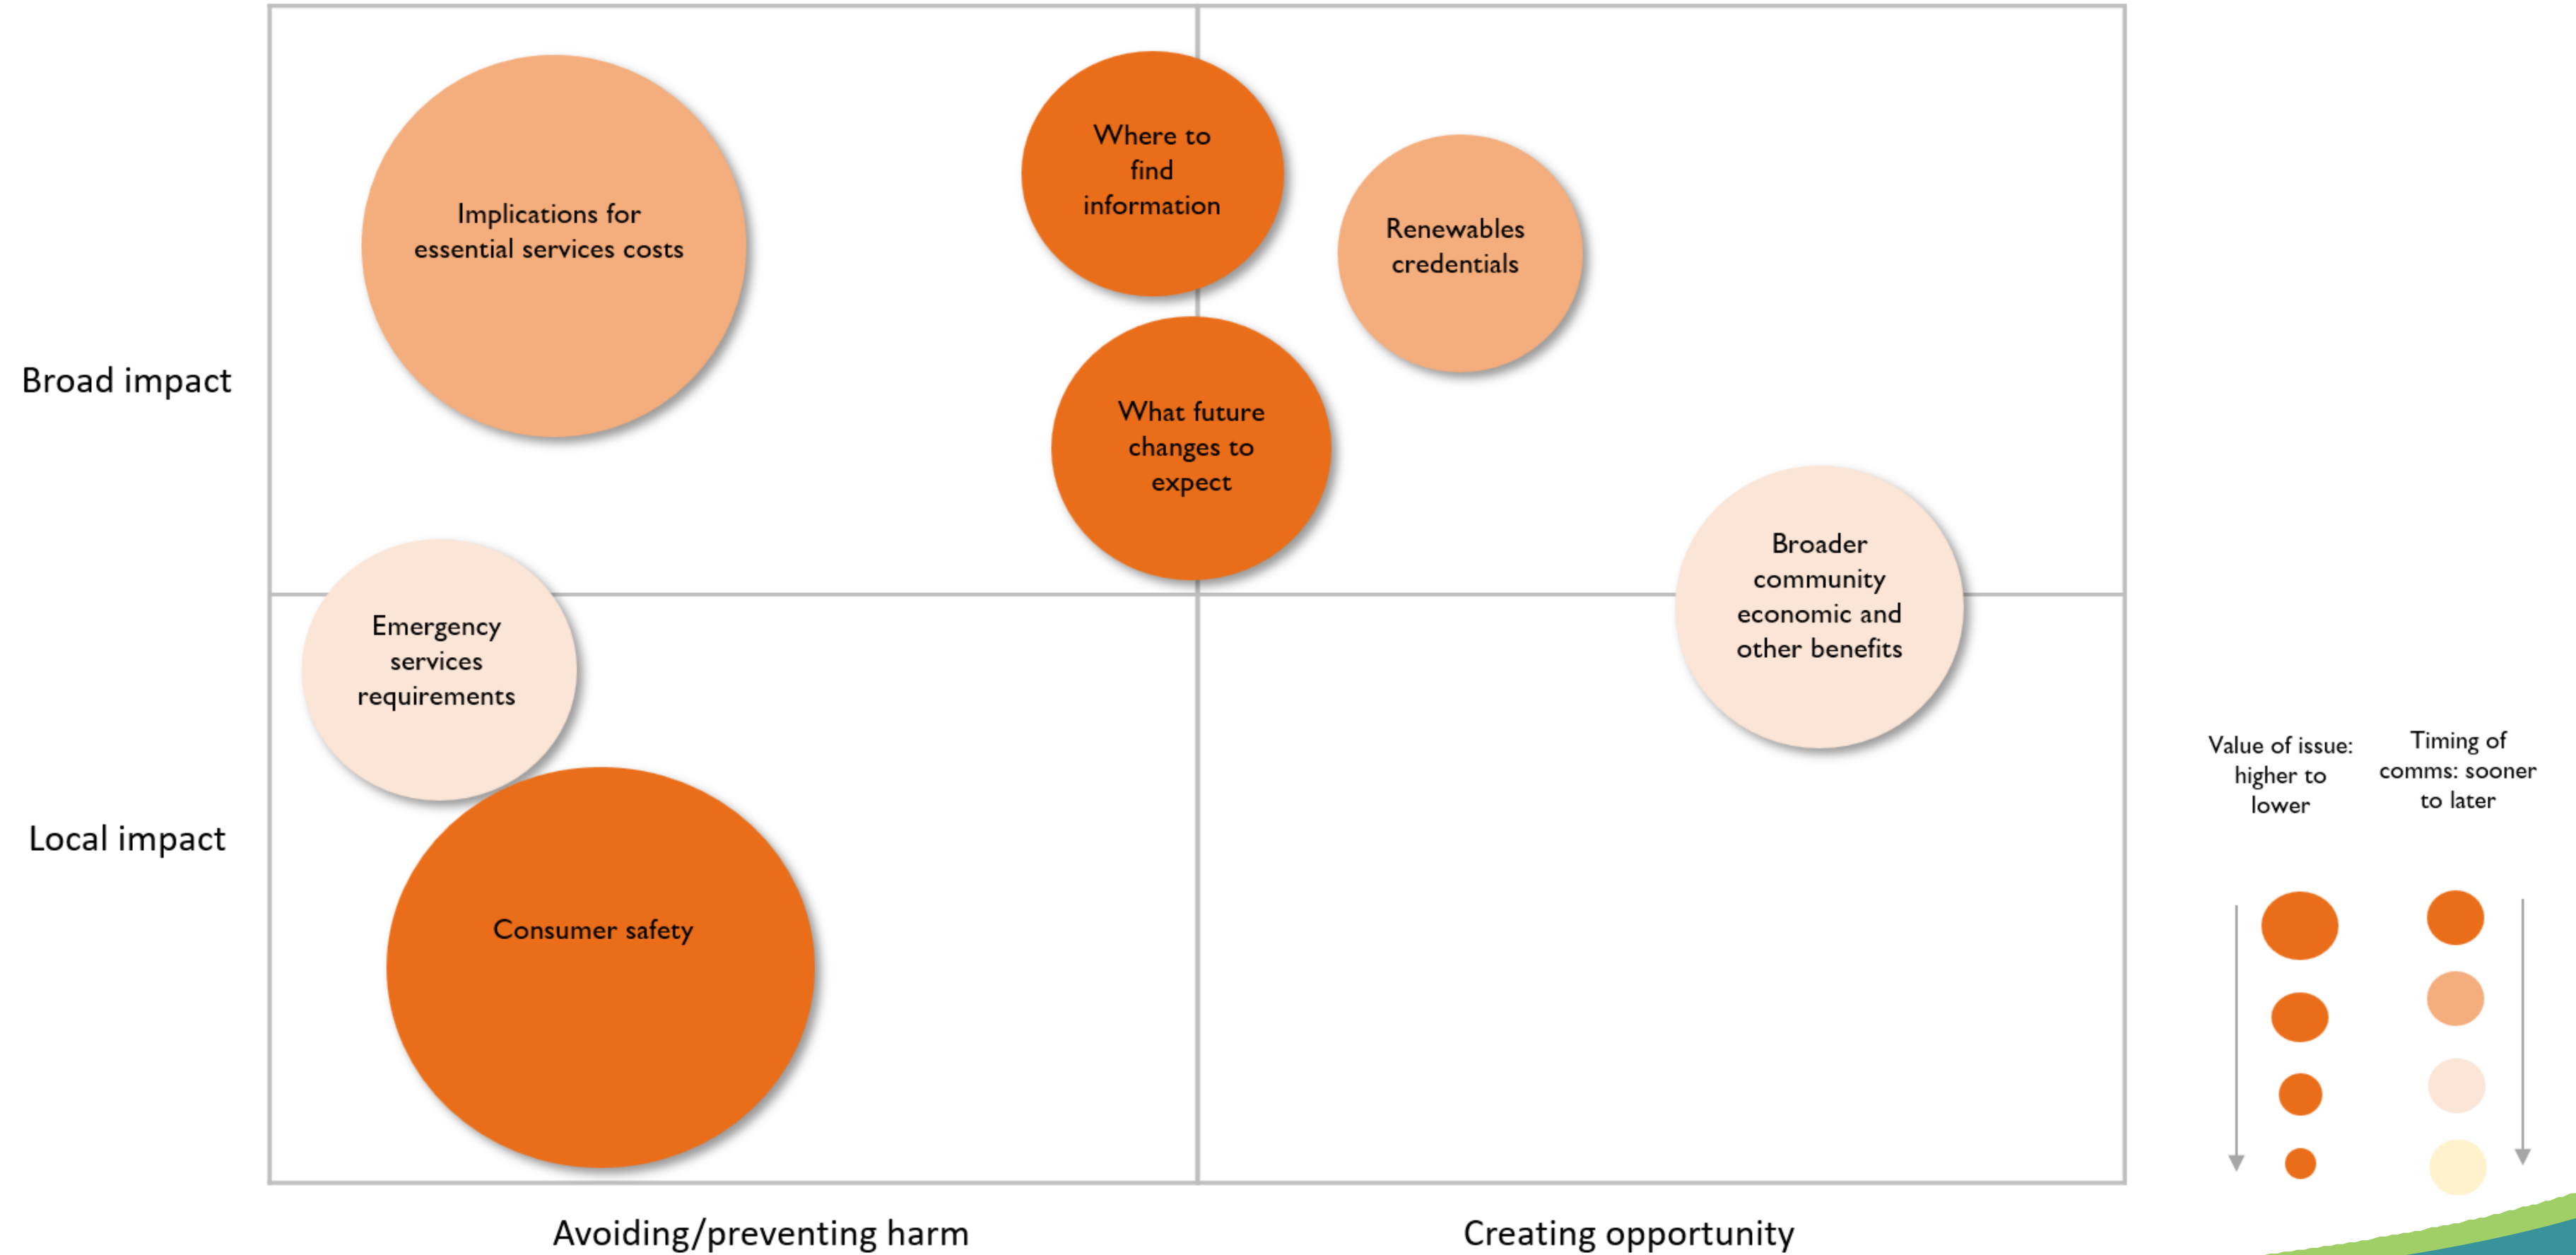 Where to
find
information
Implications for
essential services costs
Renewables
credentials
Broad impact
What future
changes to
expect
Broader
community
economic and
other benefits
Emergency
services
requirements
Local impact
Consumer safety
Value of issue:
higher to
lower
Timing of
comms: sooner
to later
Avoiding/preventing harm
Creating opportunity